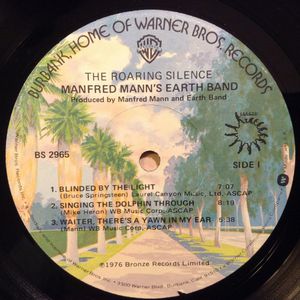 BURBANK, HOME OF WARNER BROS. RECORDS
THE ROARING SILENCE
MANFRED MANN'S EARTH BAND
Produced by Manfred Mann and Earth Band
BS 2965
SIDE 1
1. BLINDED BY THE LIGHT 7:07
(Bruce Springsteen) Laurel Canyon Music, Ltd, ASCAP
2. SINGING THE DOLPHIN THROUGH 8:19
(Mike Heron) WB Music Corp, ASCAP
3. WAITER, THERE'S A YAWN IN MY EAR 5:38
(Mann) WB Music Corp, ASCAP
℗1976 Bronze Records Limited